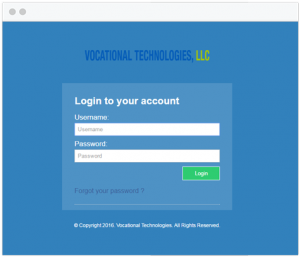 VOCATIONAL TECHNOLOGIES, LLC
Login to your account
Username:
Username
Password:
Password
Login
Forgot your password ?
© Copyright 2016. Vocational Technologies. All Rights Reserved.